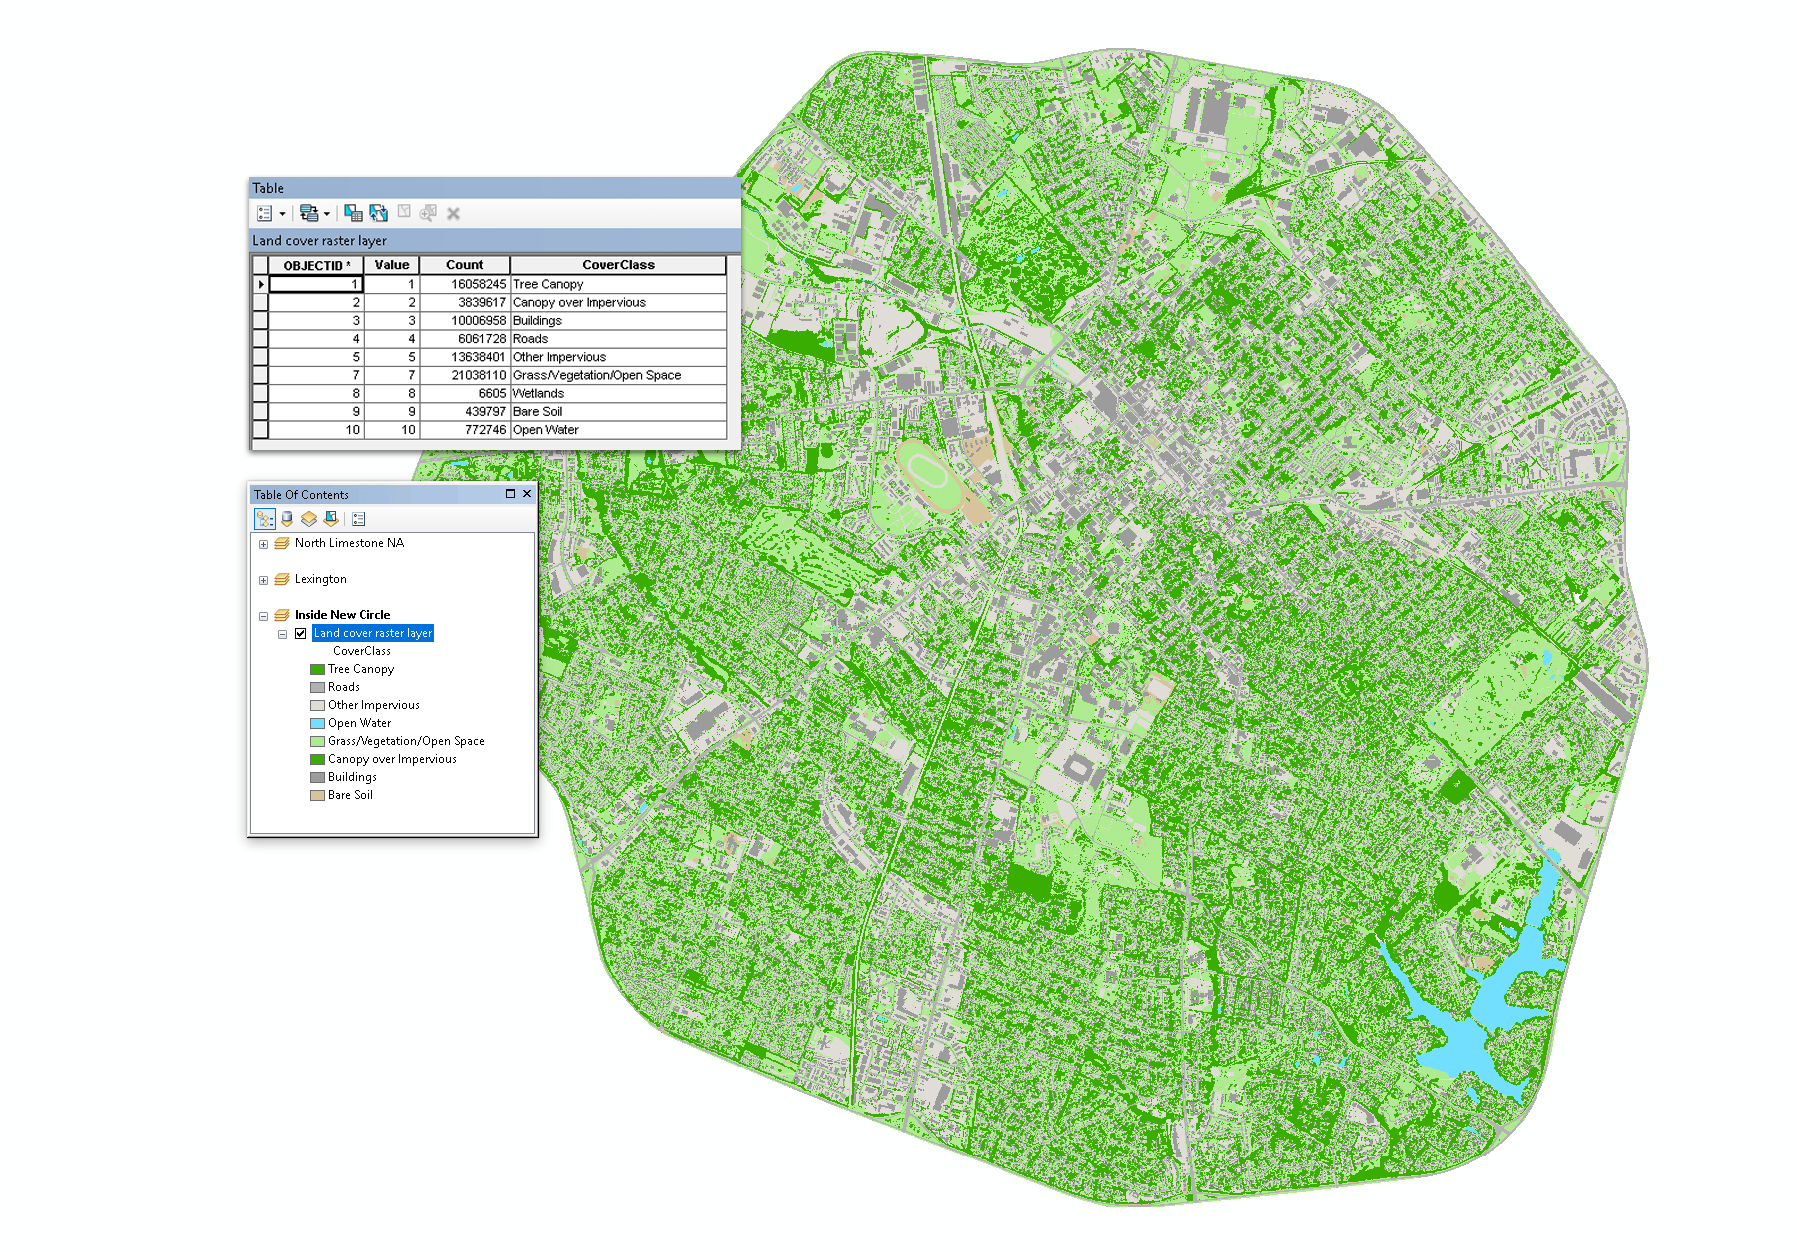 Table
Land cover raster layer
OBJECTID * Value Count CoverClass
1 1 16058245 Tree Canopy
2 2 3839617 Canopy over Impervious
3 3 10006958 Buildings
4 4 6061728 Roads
5 5 13638401 Other Impervious
7 7 21038110 Grass/Vegetation/Open Space
8 8 6605 Wetlands
9 9 439797 Bare Soil
10 10 772746 Open Water
Table Of Contents
North Limestone NA
Lexington
Inside New Circle
Land cover raster layer
CoverClass
Tree Canopy
Roads
Other Impervious
Open Water
Grass/Vegetation/Open Space
Canopy over Impervious
Buildings
Bare Soil